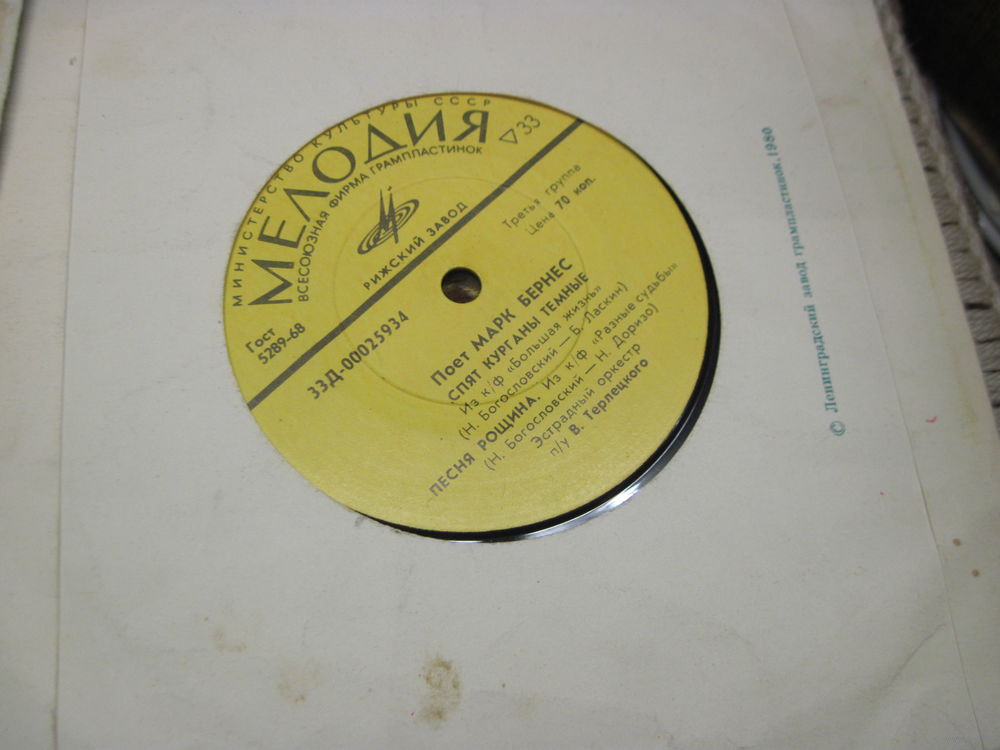 МИНИСТЕРСТВО КУЛЬТУРЫ СССР
МЕЛОДИЯ
ВСЕСОЮЗНАЯ ФИРМА ГРАМПЛАСТИНОК
▽33
РИЖСКИЙ ЗАВОД
Третья группа
Цена 70 коп.
Гост
5289-68
33Д-00025934
Поет МАРК БЕРНЕС
СПЯТ КУРГАНЫ ТЕМНЫЕ
Из к/ф «Большая жизнь»
(Н. Богословский — Б. Ласкин)
ПЕСНЯ РОЩИНА. Из к/ф «Разные судьбы»
(Н. Богословский — Н. Доризо)
Эстрадный оркестр
п/у В. Терлецкого
© Ленинградский завод грампластинок. 1980